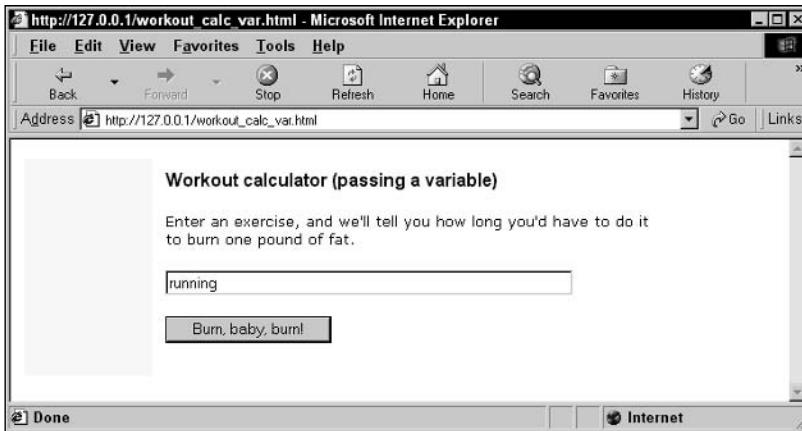 http://127.0.0.1/workout_calc_var.html - Microsoft Internet Explorer
File Edit View Favorites Tools Help
Back Forward Stop Refresh Home Search Favorites History »
Address http://127.0.0.1/workout_calc_var.html Go Links
Workout calculator (passing a variable)
Enter an exercise, and we'll tell you how long you'd have to do it
to burn one pound of fat.
running
Burn, baby, burn!
Done Internet